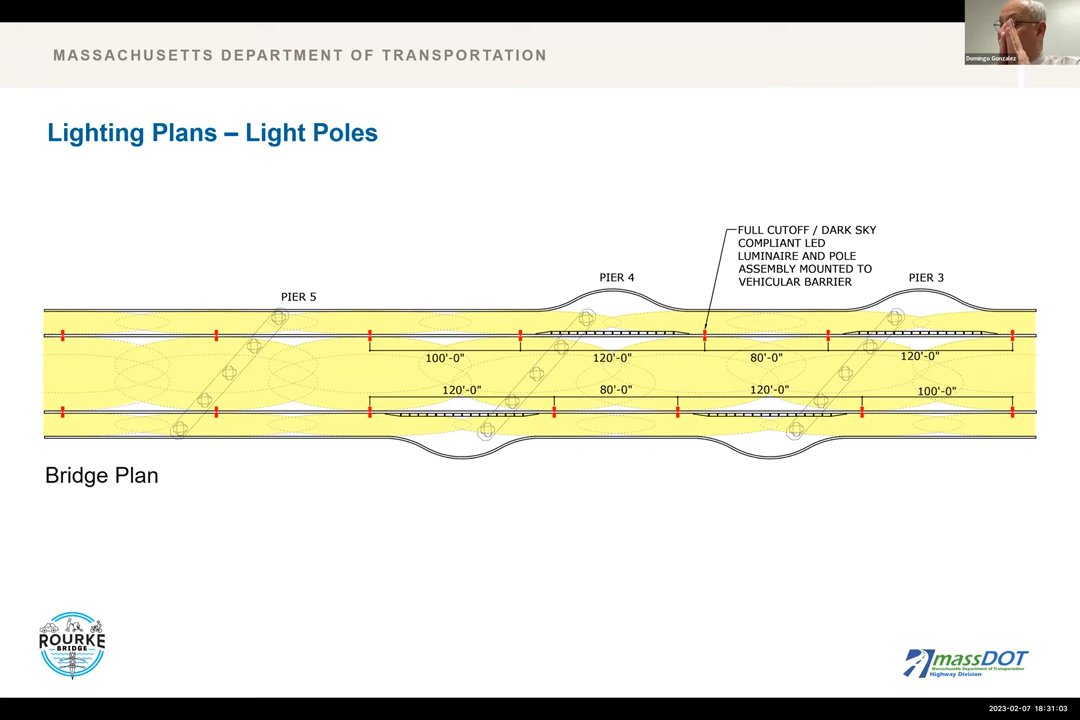 Domingo Gonzalez
MASSACHUSETTS DEPARTMENT OF TRANSPORTATION
Lighting Plans – Light Poles
FULL CUTOFF / DARK SKY
COMPLIANT LED
LUMINAIRE AND POLE
ASSEMBLY MOUNTED TO
VEHICULAR BARRIER
PIER 5
PIER 4
PIER 3
100'-0"
120'-0"
80'-0"
120'-0"
120'-0"
80'-0"
120'-0"
100'-0"
Bridge Plan
ROURKE
BRIDGE
massDOT
Massachusetts Department of Transportation
Highway Division
2023-02-07 18:31:03